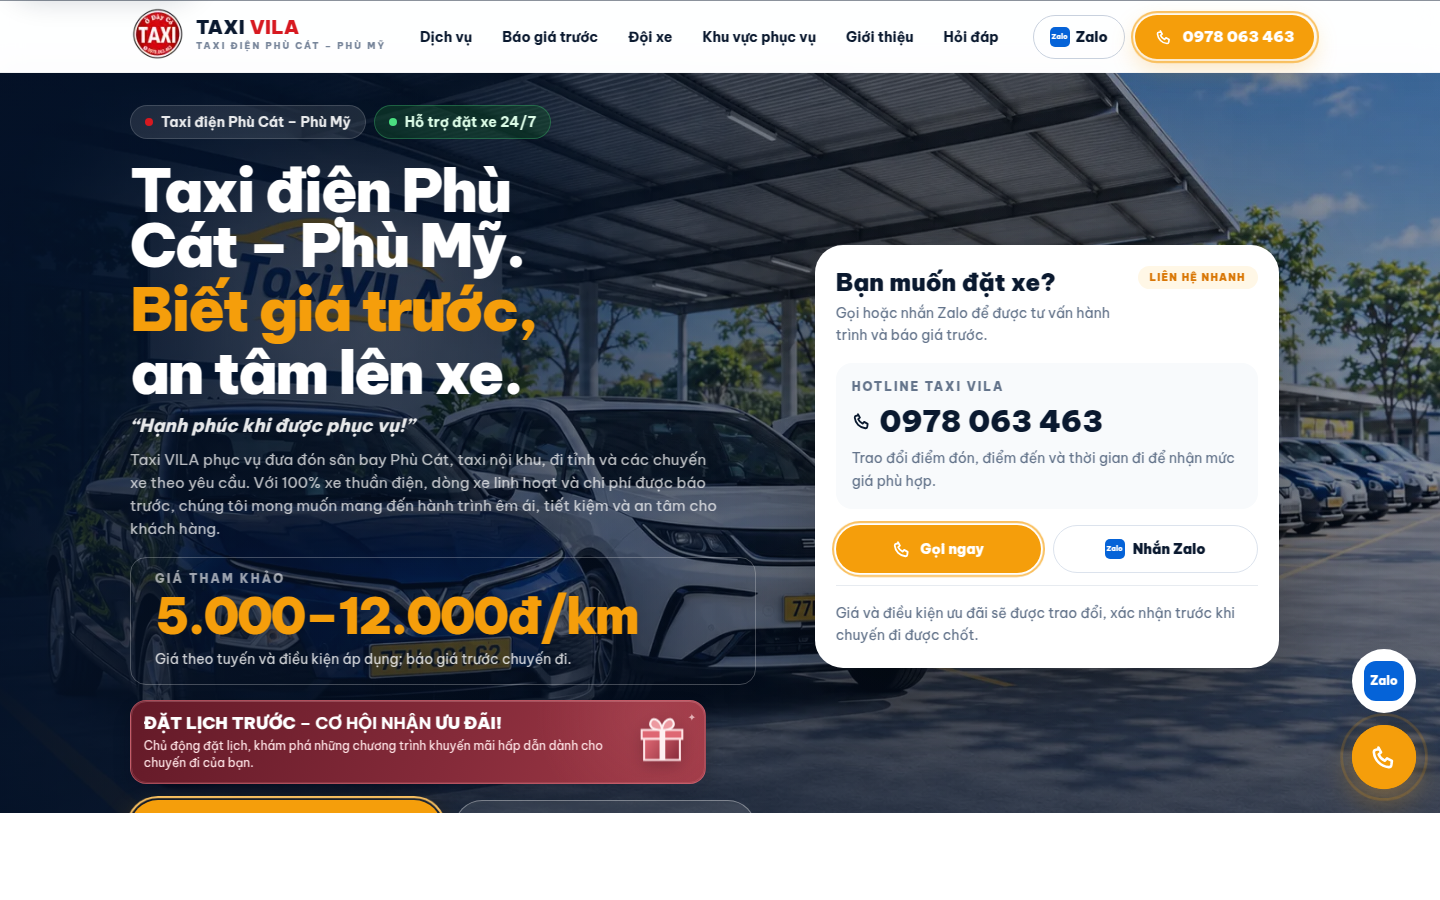 Ở Đây Có
TAXI
TAXI VILA
TAXI ĐIỆN PHÙ CÁT – PHÙ MỸ
Dịch vụ
Báo giá trước
Đội xe
Khu vực phục vụ
Giới thiệu
Hỏi đáp
Zalo Zalo
0978 063 463
Taxi điện Phù Cát – Phù Mỹ
Hỗ trợ đặt xe 24/7
Taxi điện Phù
Cát – Phù Mỹ.
Biết giá trước,
an tâm lên xe.
Taxi VILA
“Hạnh phúc khi được phục vụ!”
Taxi VILA phục vụ đưa đón sân bay Phù Cát, taxi nội khu, đi tỉnh và các chuyến
xe theo yêu cầu. Với 100% xe thuần điện, dòng xe linh hoạt và chi phí được báo
trước, chúng tôi mong muốn mang đến hành trình êm ái, tiết kiệm và an tâm cho
khách hàng.
GIÁ THAM KHẢO
5.000–12.000đ/km
Giá theo tuyến và điều kiện áp dụng; báo giá trước chuyến đi.
ĐẶT LỊCH TRƯỚC – CƠ HỘI NHẬN ƯU ĐÃI!
Chủ động đặt lịch, khám phá những chương trình khuyến mãi hấp dẫn dành cho
chuyến đi của bạn.
Bạn muốn đặt xe?
LIÊN HỆ NHANH
Gọi hoặc nhắn Zalo để được tư vấn hành
trình và báo giá trước.
HOTLINE TAXI VILA
0978 063 463
Trao đổi điểm đón, điểm đến và thời gian đi để nhận mức
giá phù hợp.
Gọi ngay
Zalo Nhắn Zalo
Giá và điều kiện ưu đãi sẽ được trao đổi, xác nhận trước khi
chuyến đi được chốt.
Zalo